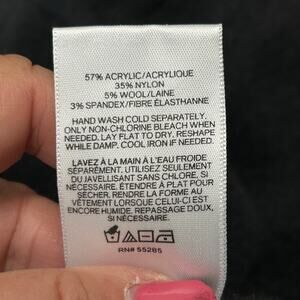 57% ACRYLIC/ACRYLIQUE
35% NYLON
5% WOOL/LAINE
3% SPANDEX/FIBRE ÉLASTHANNE
HAND WASH COLD SEPARATELY.
ONLY NON-CHLORINE BLEACH WHEN
NEEDED. LAY FLAT TO DRY. RESHAPE
WHILE DAMP. COOL IRON IF NEEDED.
LAVEZ À LA MAIN À L'EAU FROIDE
SÉPARÉMENT. UTILISEZ SEULEMENT
DU JAVELLISANT SANS CHLORE, SI
NÉCESSAIRE. ÉTENDRE À PLAT POUR
SÉCHER. RENDRE LA FORME AU
VÊTEMENT LORSQUE CELUI-CI EST
ENCORE HUMIDE. REPASSAGE DOUX,
SI NÉCESSAIRE.
RN# 55285